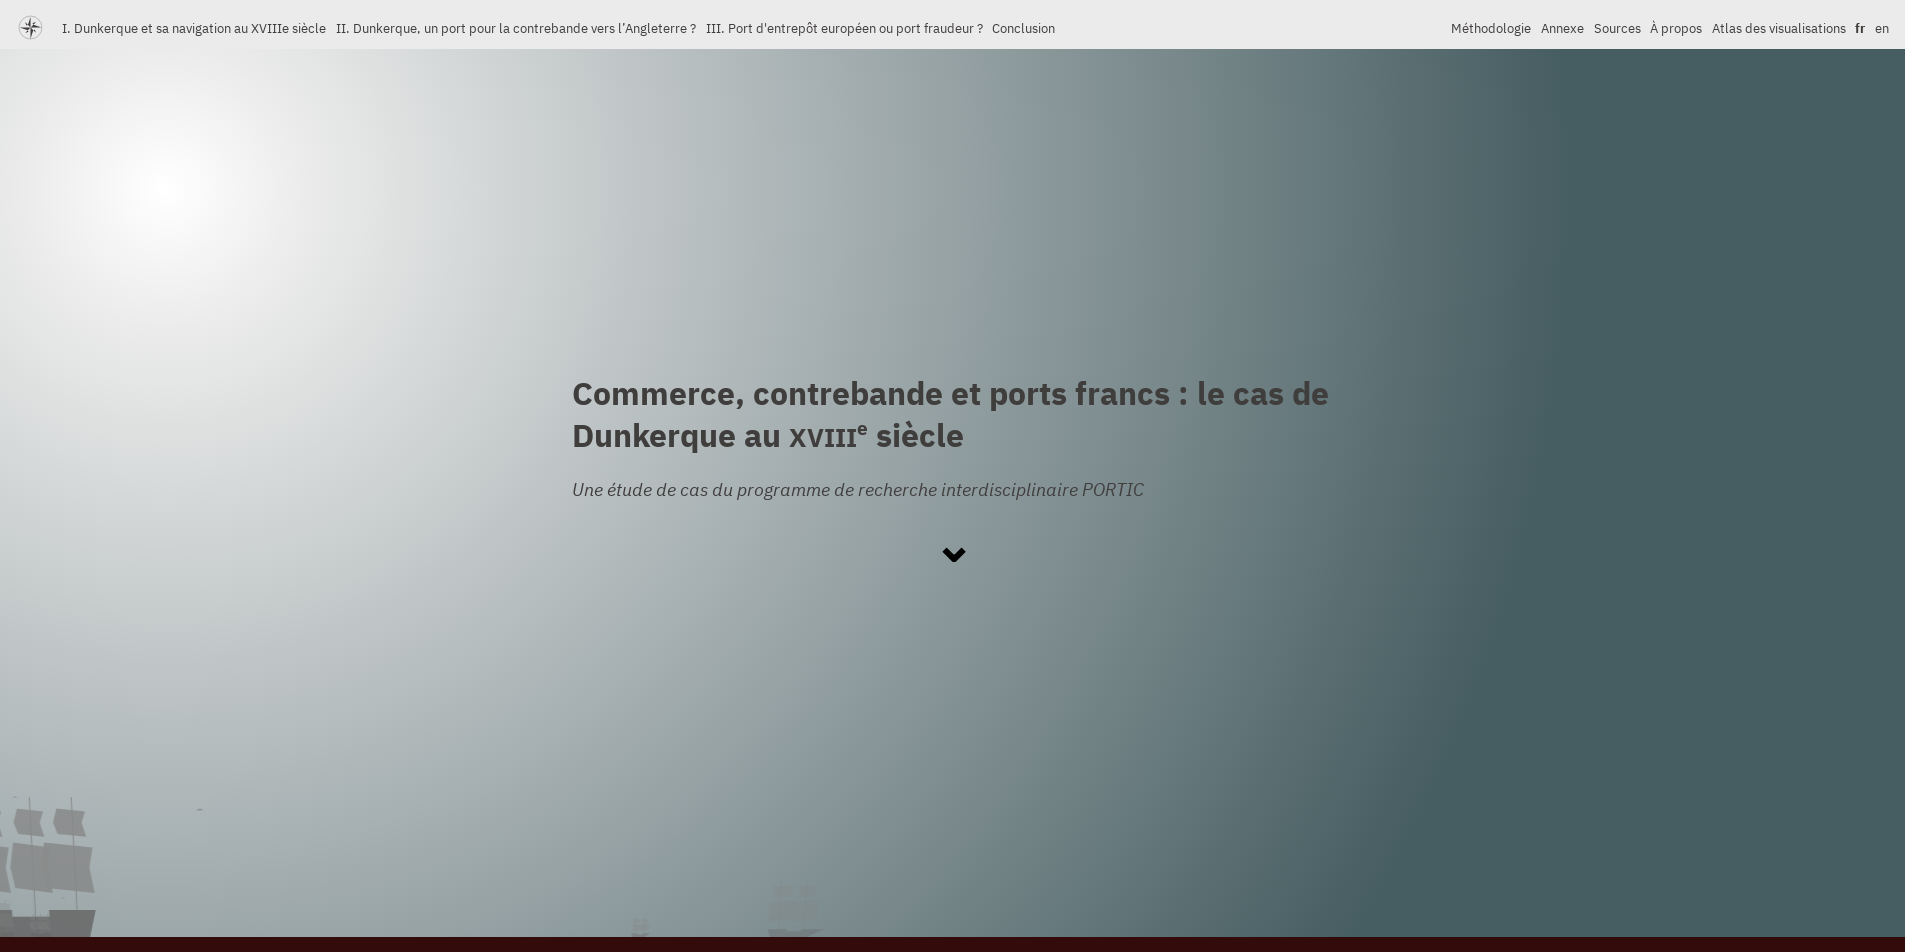 I. Dunkerque et sa navigation au XVIIIe siècle II. Dunkerque, un port pour la contrebande vers l’Angleterre ? III. Port d'entrepôt européen ou port fraudeur ? Conclusion Méthodologie Annexe Sources À propos Atlas des visualisations fr en
Commerce, contrebande et ports francs : le cas de
Dunkerque au XVIIIe siècle
Une étude de cas du programme de recherche interdisciplinaire PORTIC